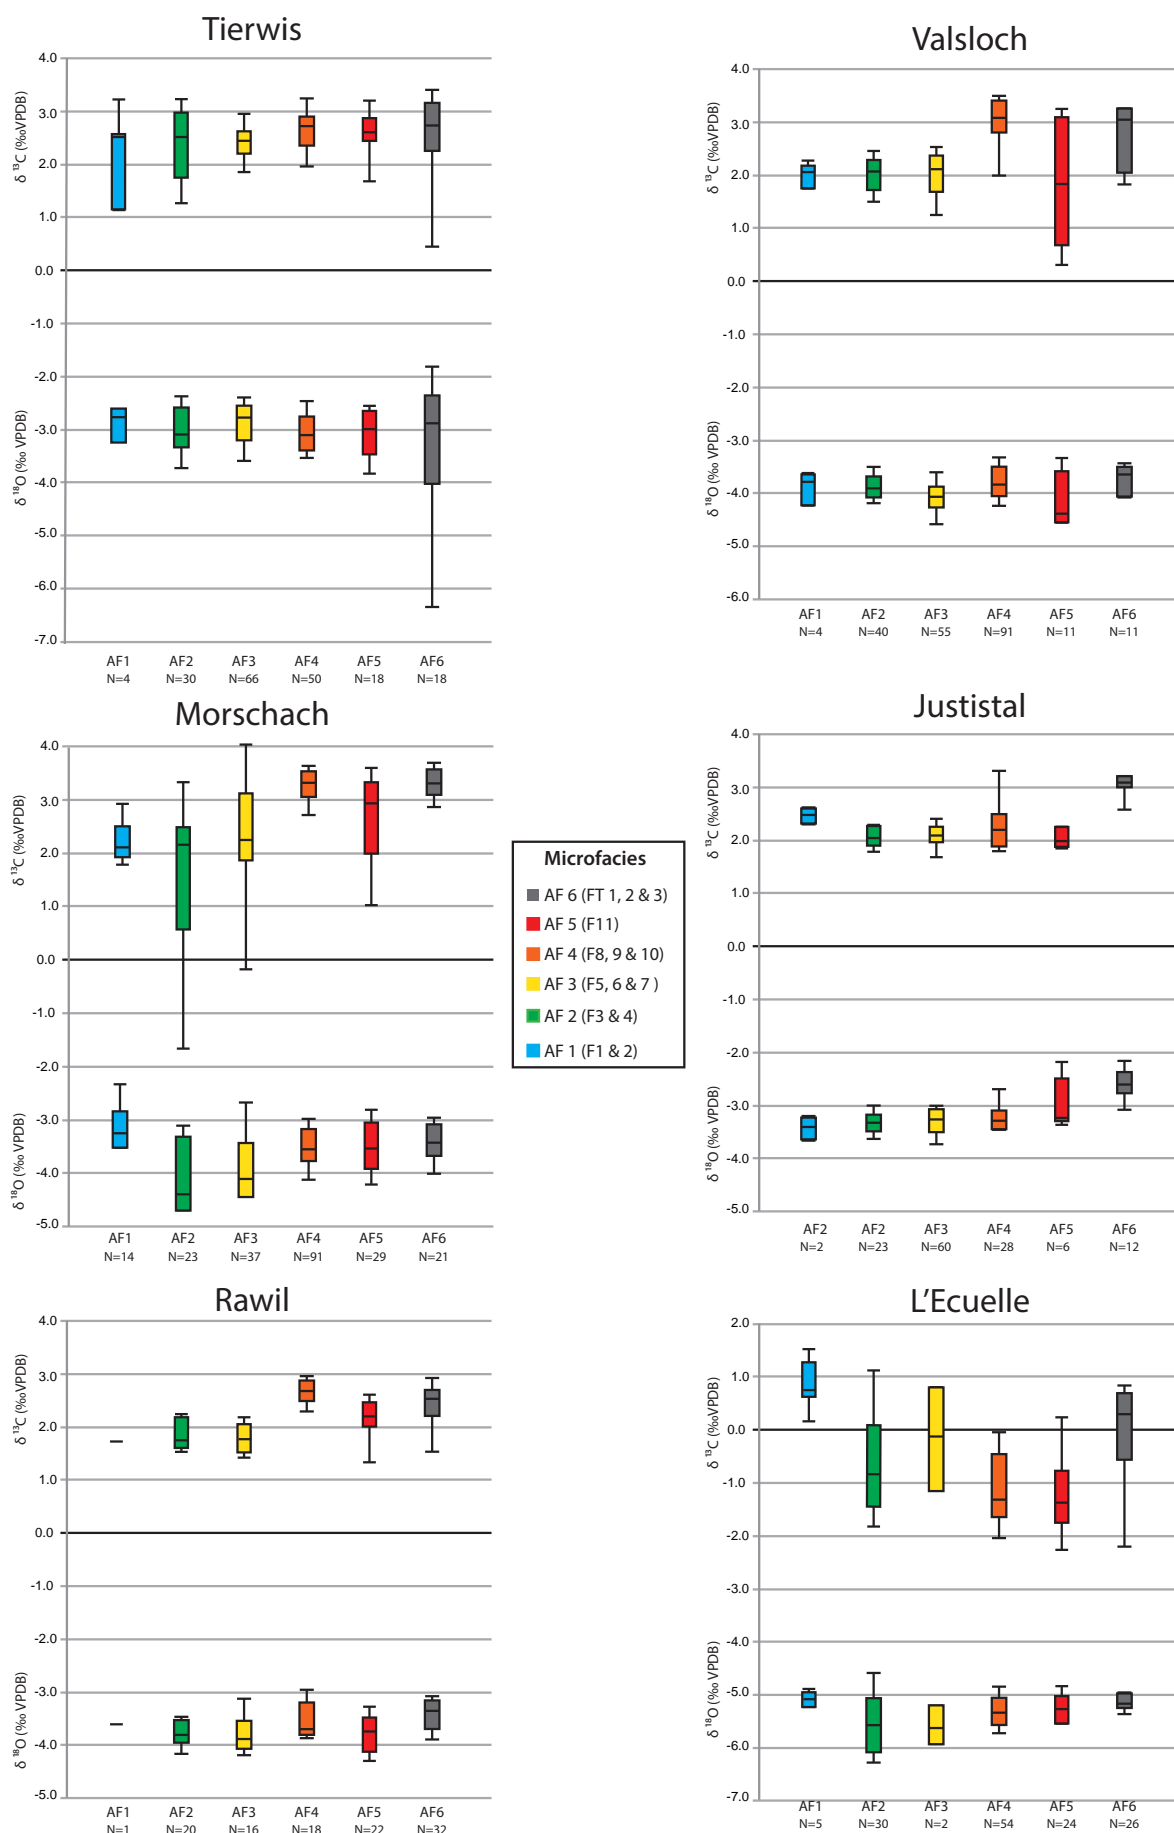 Tierwis
4.0
3.0
2.0
1.0
0.0
-1.0
-2.0
-3.0
-4.0
-5.0
-6.0
-7.0
δ ¹³C (‰VPDB)
δ ¹⁸O (‰ VPDB)
AF1 AF2 AF3 AF4 AF5 AF6
N=4 N=30 N=66 N=50 N=18 N=18
Valsloch
4.0
3.0
2.0
1.0
0.0
-1.0
-2.0
-3.0
-4.0
-5.0
-6.0
δ ¹³C (‰VPDB)
δ ¹⁸O (‰ VPDB)
AF1 AF2 AF3 AF4 AF5 AF6
N=4 N=40 N=55 N=91 N=11 N=11
Morschach
4.0
3.0
2.0
1.0
0.0
-1.0
-2.0
-3.0
-4.0
-5.0
δ ¹³C (‰VPDB)
δ ¹⁸O (‰ VPDB)
AF1 AF2 AF3 AF4 AF5 AF6
N=14 N=23 N=37 N=91 N=29 N=21
Microfacies
AF 6 (FT 1, 2 & 3)
AF 5 (F11)
AF 4 (F8, 9 & 10)
AF 3 (F5, 6 & 7 )
AF 2 (F3 & 4)
AF 1 (F1 & 2)
Justistal
4.0
3.0
2.0
1.0
0.0
-1.0
-2.0
-3.0
-4.0
-5.0
δ ¹³C (‰VPDB)
δ ¹⁸O (‰ VPDB)
AF2 AF2 AF3 AF4 AF5 AF6
N=2 N=23 N=60 N=28 N=6 N=12
Rawil
4.0
3.0
2.0
1.0
0.0
-1.0
-2.0
-3.0
-4.0
-5.0
δ ¹³C (‰VPDB)
δ ¹⁸O (‰ VPDB)
AF1 AF2 AF3 AF4 AF5 AF6
N=1 N=20 N=16 N=18 N=22 N=32
L'Ecuelle
2.0
1.0
0.0
-1.0
-2.0
-3.0
-4.0
-5.0
-6.0
-7.0
δ ¹³C (‰VPDB)
δ ¹⁸O (‰ VPDB)
AF1 AF2 AF3 AF4 AF5 AF6
N=5 N=30 N=2 N=54 N=24 N=26